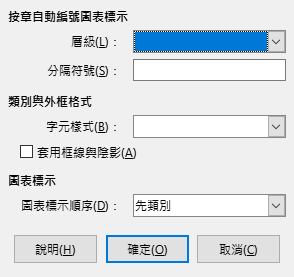 按章自動編號圖表標示
層級(L)：
分隔符號(S)：
類別與外框格式
字元樣式(B)：
套用框線與陰影(A)
圖表標示
圖表標示順序(D)： 先類別
說明(H) 確定(O) 取消(C)